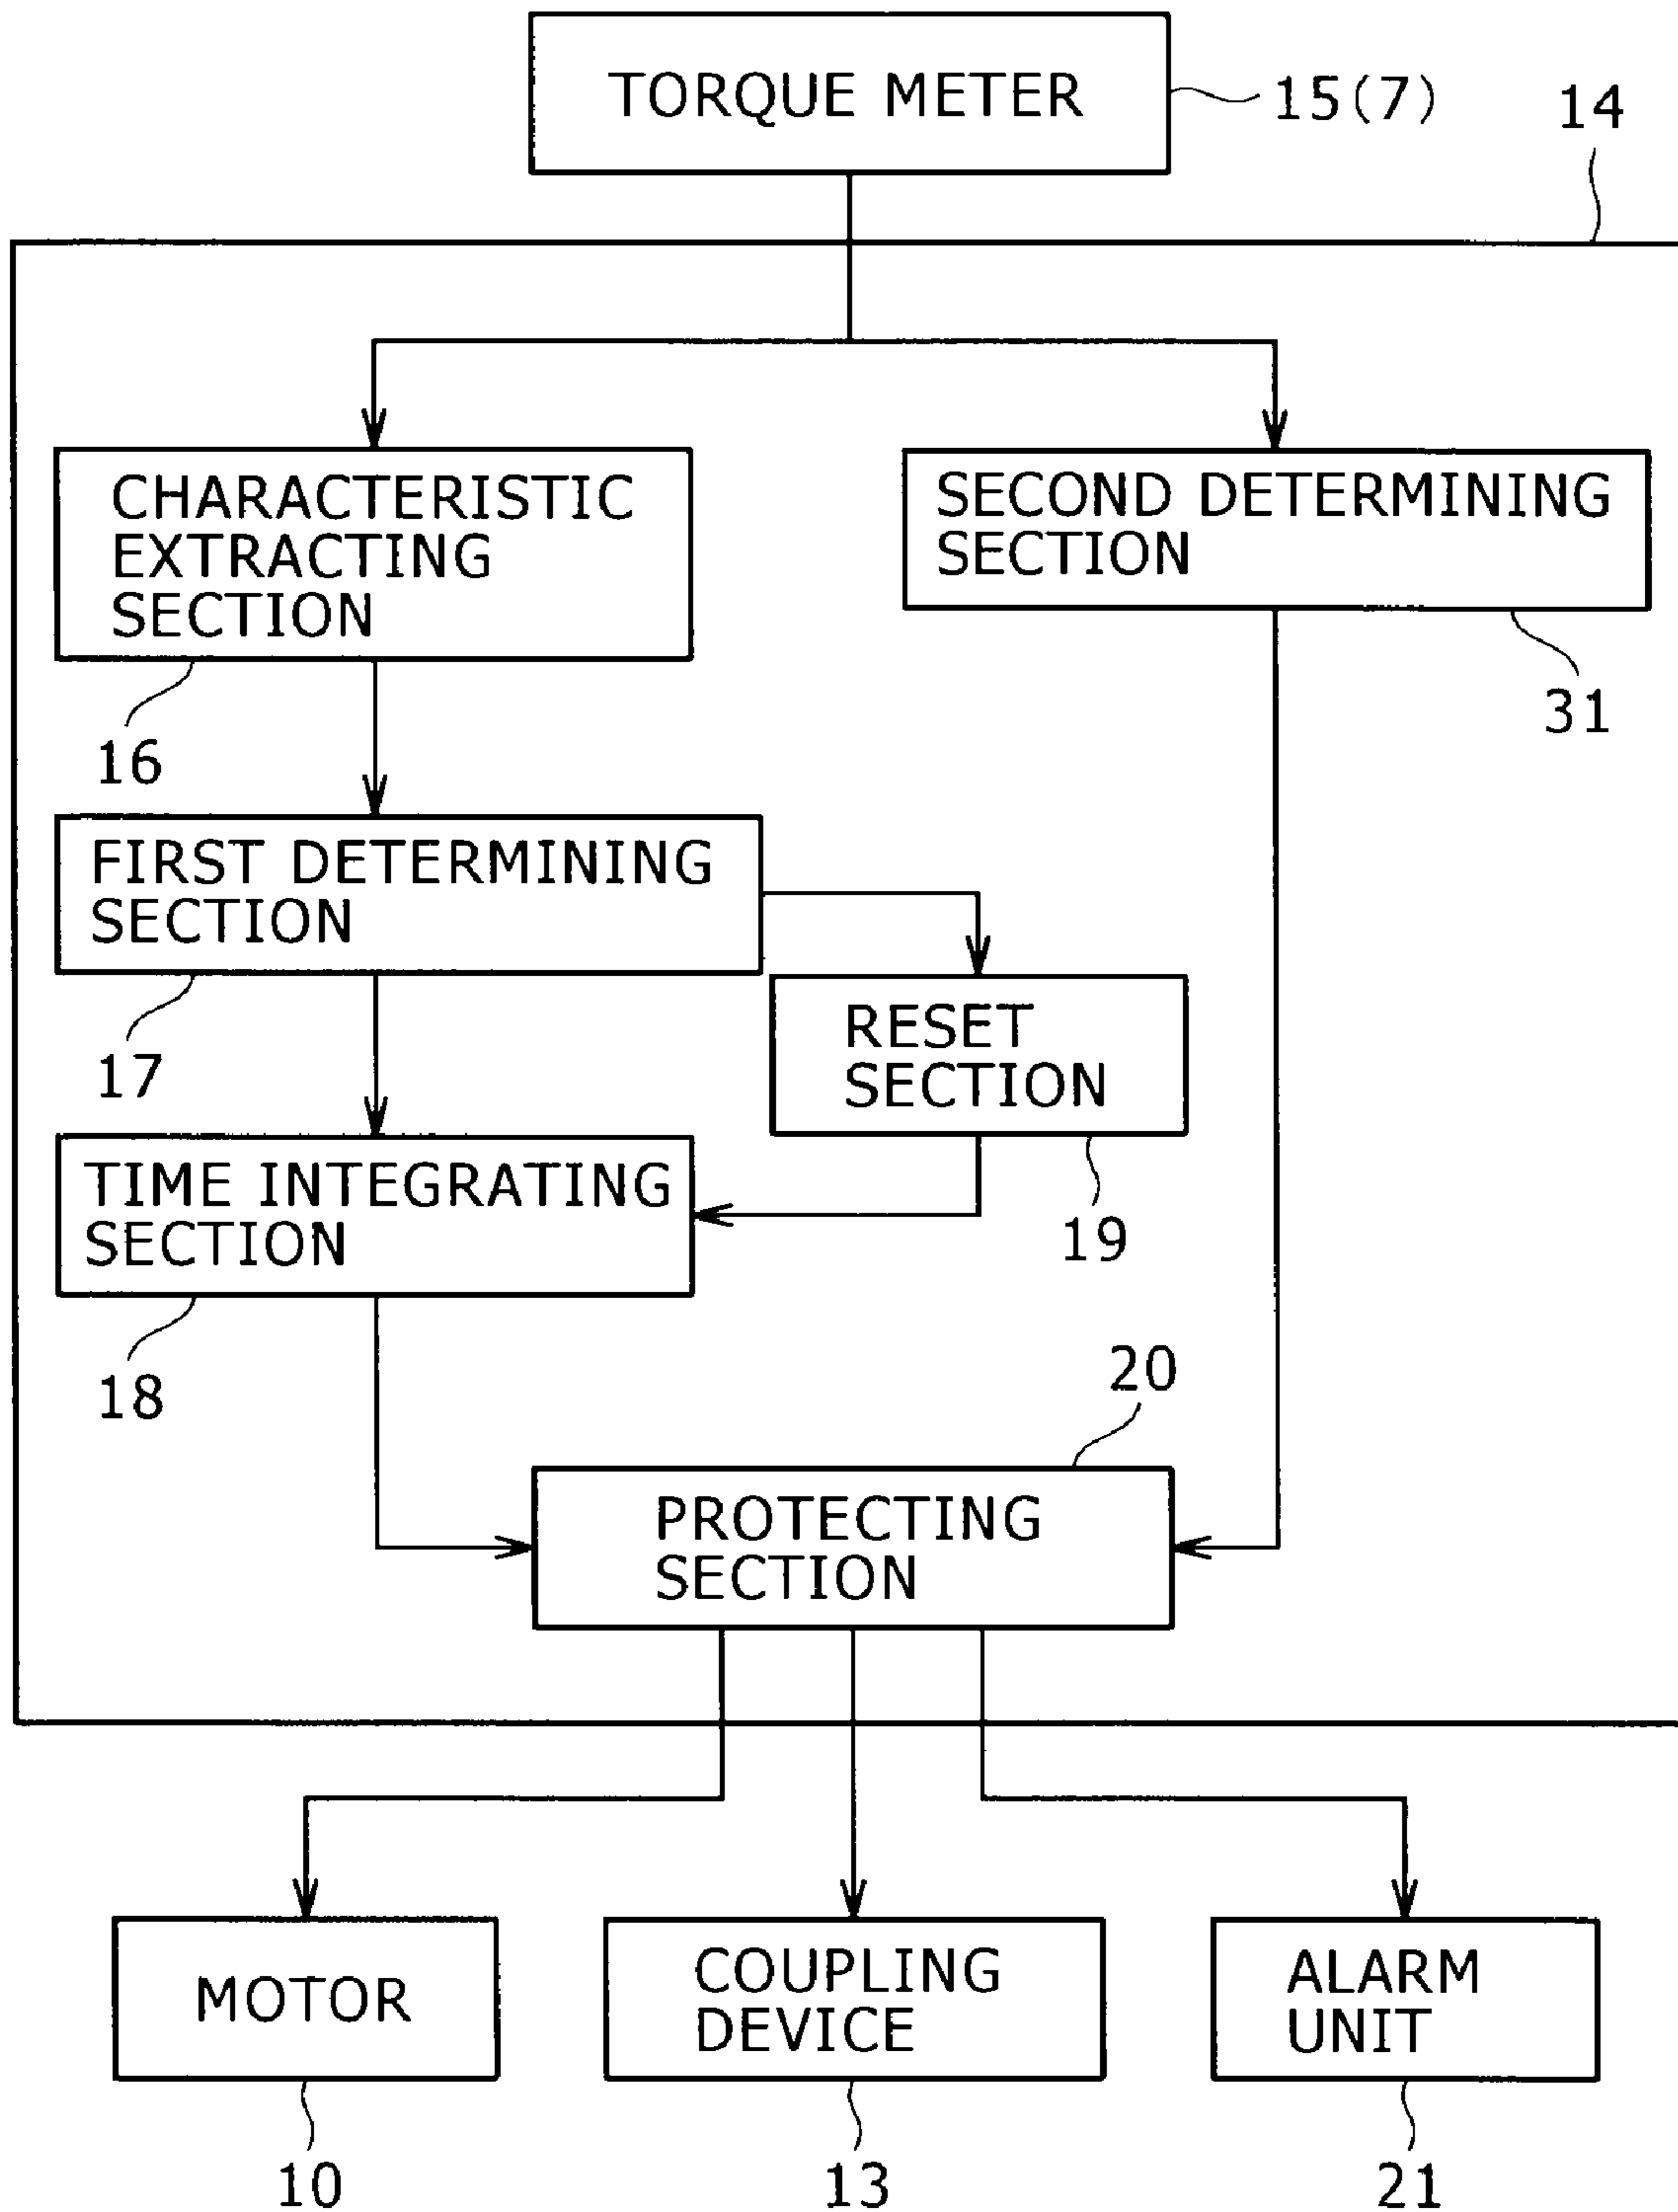 TORQUE METER
15(7)
14
CHARACTERISTIC
EXTRACTING
SECTION
16
SECOND DETERMINING
SECTION
31
FIRST DETERMINING
SECTION
17
RESET
SECTION
19
TIME INTEGRATING
SECTION
18
20
PROTECTING
SECTION
MOTOR
10
COUPLING
DEVICE
13
ALARM
UNIT
21